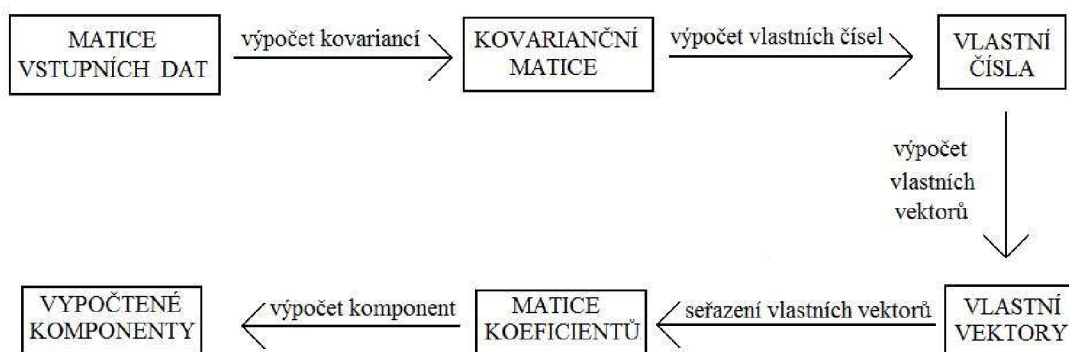 MATICE
VSTUPNÍCH DAT
výpočet kovariancí
KOVARIANČNÍ
MATICE
výpočet vlastních čísel
VLASTNÍ
ČÍSLA
výpočet
vlastních
vektorů
VLASTNÍ
VEKTORY
seřazení vlastních vektorů
MATICE
KOEFICIENTŮ
výpočet komponent
VYPOČTENÉ
KOMPONENTY